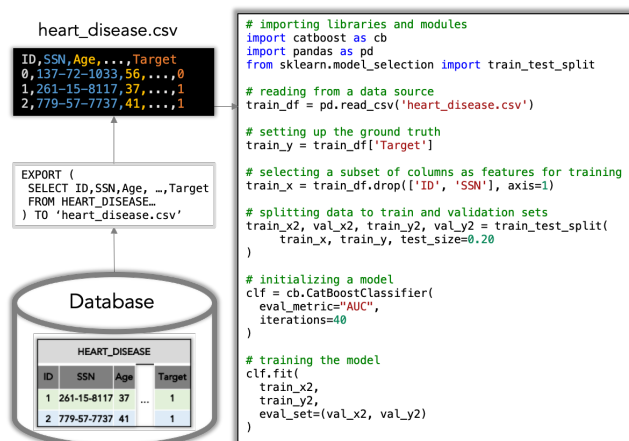 heart_disease.csv
ID,SSN,Age,...,Target
0,137-72-1033,56,...,0
1,261-15-8117,37,...,1
2,779-57-7737,41,...,1
EXPORT (
SELECT ID,SSN,Age, …,Target
FROM HEART_DISEASE…
) TO ‘heart_disease.csv’
Database
HEART_DISEASE
ID SSN Age ... Target
1 261-15-8117 37 1
2 779-57-7737 41 1
# importing libraries and modules
import catboost as cb
import pandas as pd
from sklearn.model_selection import train_test_split
# reading from a data source
train_df = pd.read_csv('heart_disease.csv')
# setting up the ground truth
train_y = train_df['Target']
# selecting a subset of columns as features for training
train_x = train_df.drop(['ID', 'SSN'], axis=1)
# splitting data to train and validation sets
train_x2, val_x2, train_y2, val_y2 = train_test_split(
train_x, train_y, test_size=0.20
)
# initializing a model
clf = cb.CatBoostClassifier(
eval_metric="AUC",
iterations=40
)
# training the model
clf.fit(
train_x2,
train_y2,
eval_set=(val_x2, val_y2)
)